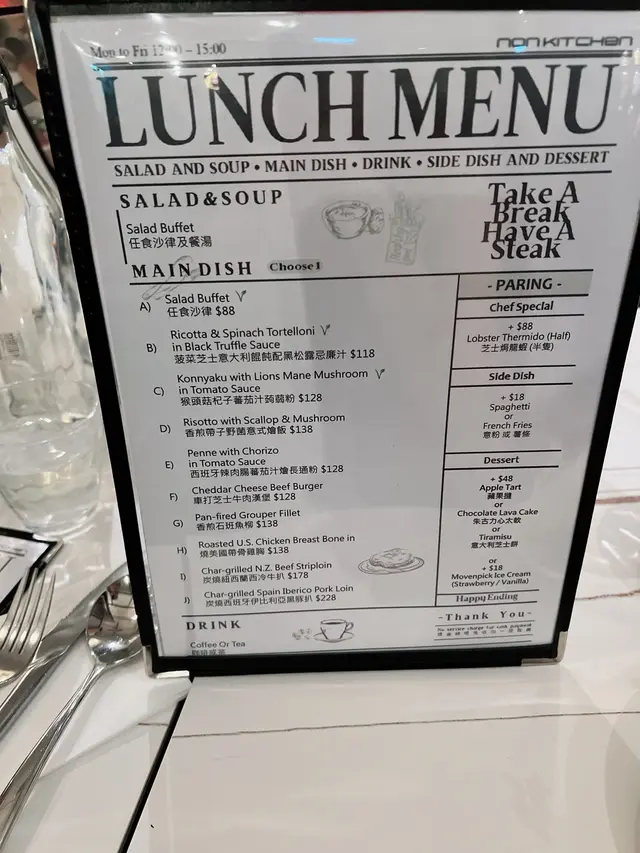 Mon to Fri 12:00 – 15:00
NONKITCHEN
LUNCH MENU
SALAD AND SOUP • MAIN DISH • DRINK • SIDE DISH AND DESSERT
SALAD&SOUP
Salad Buffet
任食沙律及餐湯
Take A
Break
Have A
Steak
MAIN DISH Choose1
A) Salad Buffet
任食沙律 $88
B) Ricotta & Spinach Tortelloni
in Black Truffle Sauce
菠菜芝士意大利餛飩配黑松露忌廉汁 $118
C) Konnyaku with Lions Mane Mushroom
in Tomato Sauce
猴頭菇杞子蕃茄汁蒟蒻粉 $128
D) Risotto with Scallop & Mushroom
香煎帶子野菌意式燴飯 $138
E) Penne with Chorizo
in Tomato Sauce
西班牙辣肉腸蕃茄汁燴長通粉 $128
F) Cheddar Cheese Beef Burger
車打芝士牛肉漢堡 $128
G) Pan-fired Grouper Fillet
香煎石班魚柳 $138
H) Roasted U.S. Chicken Breast Bone in
燒美國帶骨雞胸 $138
I) Char-grilled N.Z. Beef Striploin
炭燒紐西蘭西冷牛扒 $178
J) Char-grilled Spain Iberico Pork Loin
炭燒西班牙伊比利亞黑豚扒 $228
DRINK
Coffee Or Tea
咖啡或茶
- PARING -
Chef Special
+ $88
Lobster Thermido (Half)
芝士焗龍蝦 (半隻)
Side Dish
+ $18
Spaghetti
or
French Fries
意粉 或 薯條
Dessert
+ $48
Apple Tart
蘋果撻
or
Chocolate Lava Cake
朱古力心太軟
or
Tiramisu
意大利芝士餅
or
+ $18
Movenpick Ice Cream
(Strawberry / Vanilla)
Happy Ending
-Thank You-
No service charge for cash payment